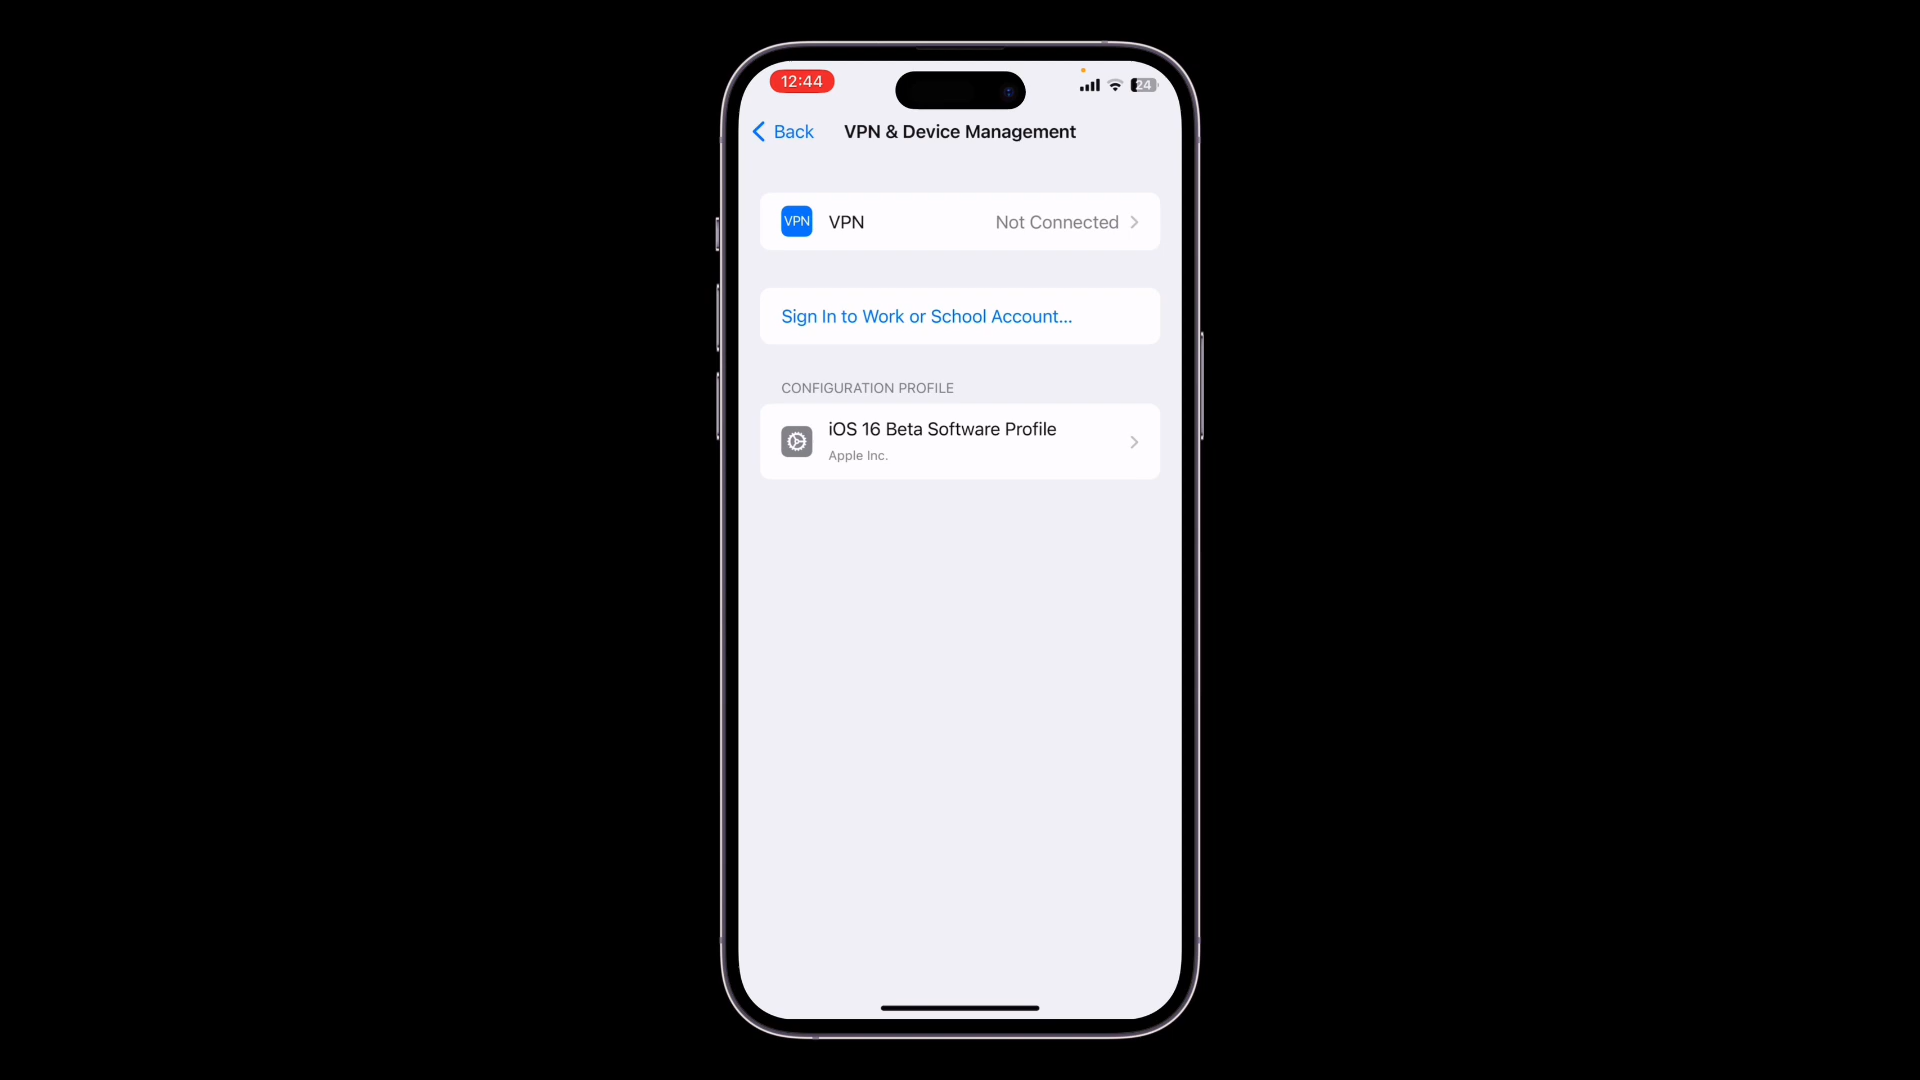 12:44
24
Back
VPN & Device Management
VPN
VPN
Not Connected
Sign In to Work or School Account...
CONFIGURATION PROFILE
iOS 16 Beta Software Profile
Apple Inc.